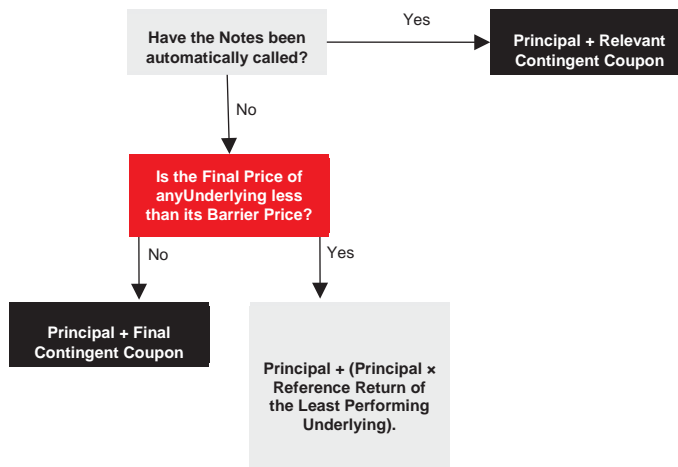 Have the Notes been
automatically called?
Yes
Principal + Relevant
Contingent Coupon
No
Is the Final Price of
anyUnderlying less
than its Barrier Price?
No
Yes
Principal + Final
Contingent Coupon
Principal + (Principal ×
Reference Return of
the Least Performing
Underlying).